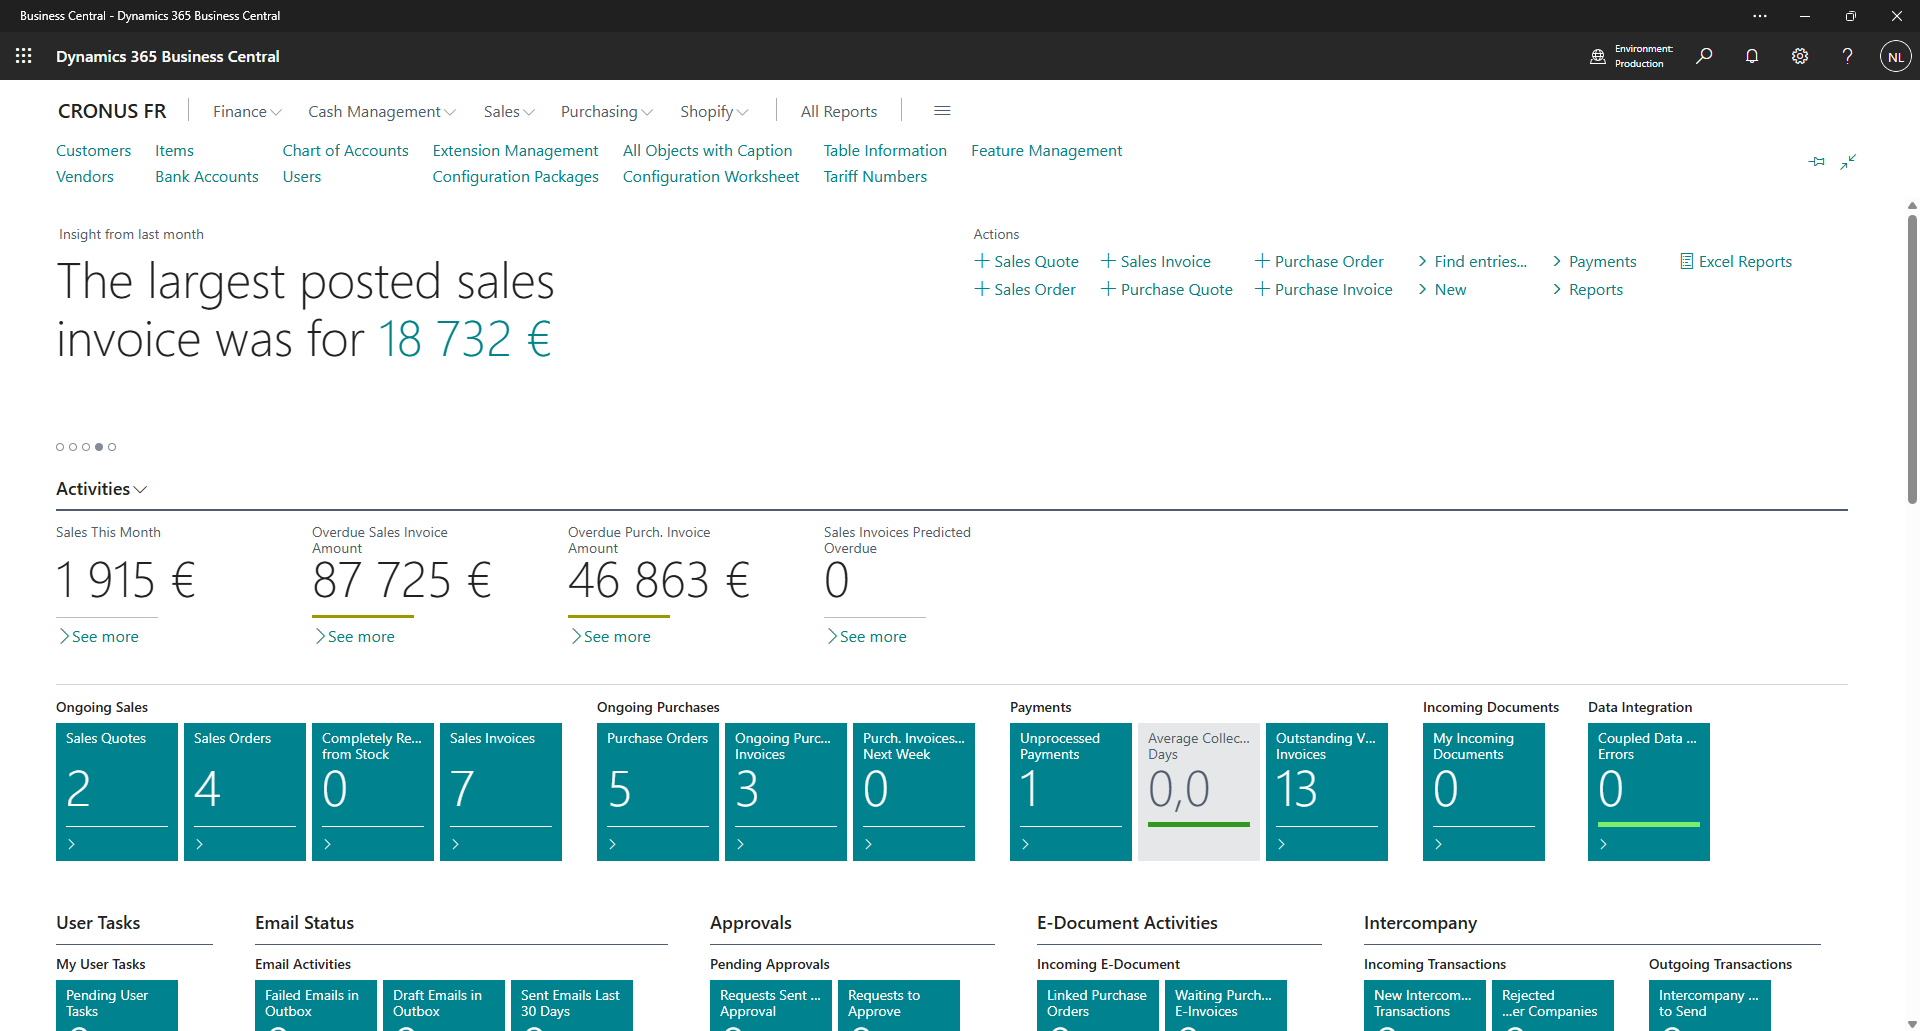 Business Central - Dynamics 365 Business Central
Dynamics 365 Business Central
Environment:
Production
NL
CRONUS FR
Finance
Cash Management
Sales
Purchasing
Shopify
All Reports
Customers
Items
Chart of Accounts
Extension Management
All Objects with Caption
Table Information
Feature Management
Vendors
Bank Accounts
Users
Configuration Packages
Configuration Worksheet
Tariff Numbers
Insight from last month
The largest posted sales
invoice was for 18 732 €
Actions
Sales Quote
Sales Invoice
Purchase Order
Find entries...
Payments
Excel Reports
Sales Order
Purchase Quote
Purchase Invoice
New
Reports
Activities
Sales This Month
1 915 €
See more
Overdue Sales Invoice
Amount
87 725 €
See more
Overdue Purch. Invoice
Amount
46 863 €
See more
Sales Invoices Predicted
Overdue
0
See more
Ongoing Sales
Sales Quotes
2
Sales Orders
4
Completely Re...
from Stock
0
Sales Invoices
7
Ongoing Purchases
Purchase Orders
5
Ongoing Purc...
Invoices
3
Purch. Invoices...
Next Week
0
Payments
Unprocessed
Payments
1
Average Collec...
Days
0,0
Outstanding V...
Invoices
13
Incoming Documents
My Incoming
Documents
0
Data Integration
Coupled Data ...
Errors
0
User Tasks
My User Tasks
Pending User
Tasks
Email Status
Email Activities
Failed Emails in
Outbox
Draft Emails in
Outbox
Sent Emails Last
30 Days
Approvals
Pending Approvals
Requests Sent ...
Approval
Requests to
Approve
E-Document Activities
Incoming E-Document
Linked Purchase
Orders
Waiting Purch...
E-Invoices
Intercompany
Incoming Transactions
New Intercom...
Transactions
Rejected
...er Companies
Outgoing Transactions
Intercompany ...
to Send